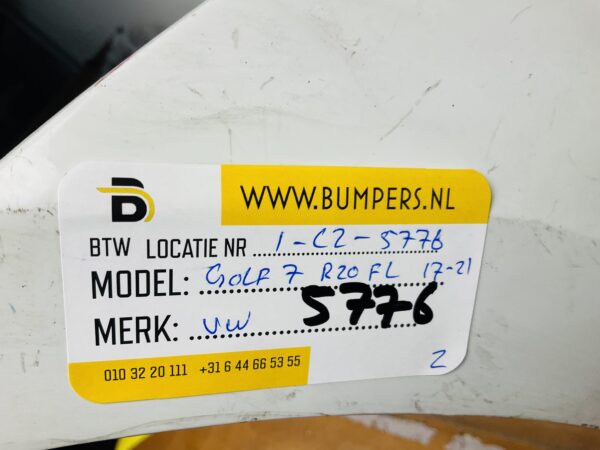 B
WWW.BUMPERS.NL
BTW LOCATIE NR 1-C2-5776
MODEL: GOLF 7 R20 FL 17-21
MERK: VW 5776
010 32 20 111 +31 6 44 66 53 55
2